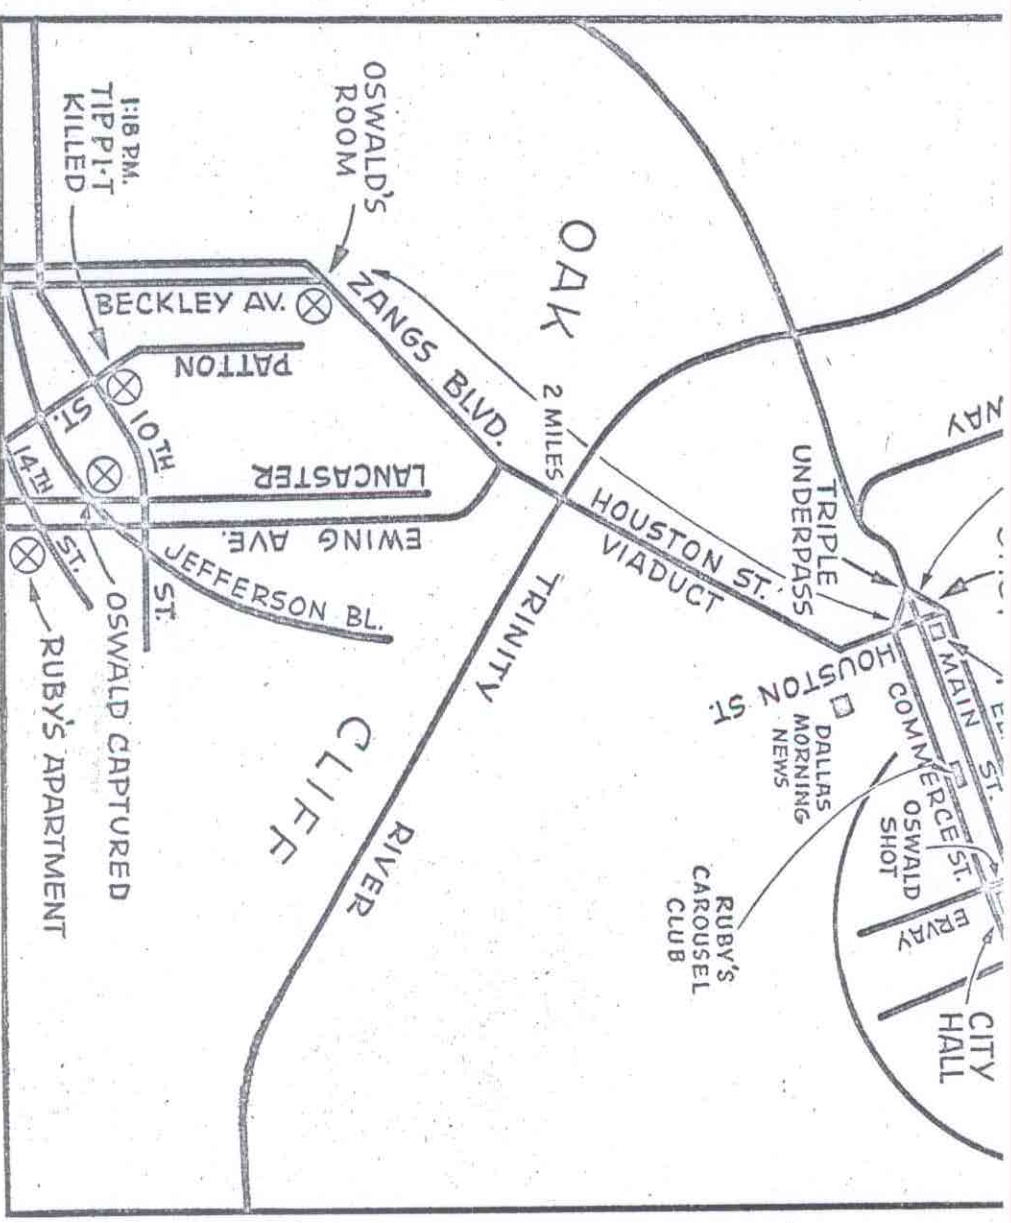 OSWALD'S
ROOM
1:18 P.M.
TIPPIT
KILLED
BECKLEY AV.
ZANGS BLVD.
OAK
2 MILES
PATTON
ST.
10TH
ST.
14TH
ST.
LANCASTER
EWING AVE.
JEFFERSON BL.
OSWALD CAPTURED
RUBY'S APARTMENT
HOUSTON ST.
VIADUCT
TRIPLE
UNDERPASS
TRINITY
RIVER
CLIFF
HOUSTON ST.
DALLAS
MORNING
NEWS
MAIN ST.
COMMERCE ST.
OSWALD
SHOT
RUBY'S
CAROUSEL
CLUB
ERVAY
CITY
HALL